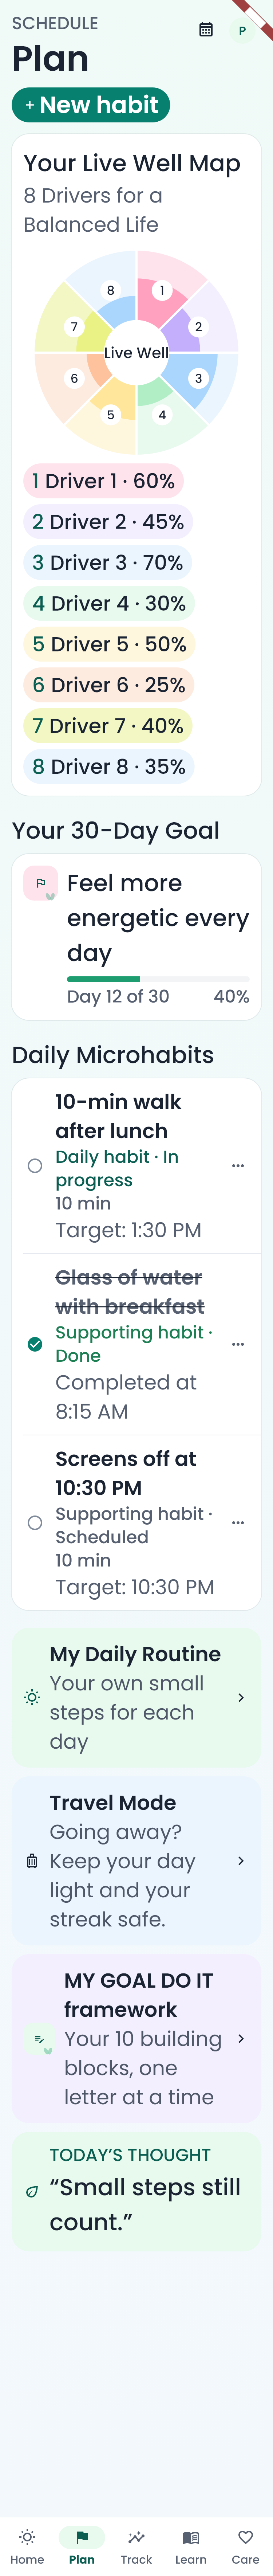 SCHEDULE
P
Plan
+ New habit
Your Live Well Map
8 Drivers for a
Balanced Life
8
1
7
2
Live Well
6
3
5
4
1 Driver 1 · 60%
2 Driver 2 · 45%
3 Driver 3 · 70%
4 Driver 4 · 30%
5 Driver 5 · 50%
6 Driver 6 · 25%
7 Driver 7 · 40%
8 Driver 8 · 35%
Your 30-Day Goal
Feel more
energetic every
day
Day 12 of 30 40%
Daily Microhabits
10-min walk
after lunch
Daily habit · In
progress
10 min
Target: 1:30 PM
Glass of water
with breakfast
Supporting habit ·
Done
Completed at
8:15 AM
Screens off at
10:30 PM
Supporting habit ·
Scheduled
10 min
Target: 10:30 PM
My Daily Routine
Your own small
steps for each
day
Travel Mode
Going away?
Keep your day
light and your
streak safe.
MY GOAL DO IT
framework
Your 10 building
blocks, one
letter at a time
TODAY'S THOUGHT
“Small steps still
count.”
Home Plan Track Learn Care